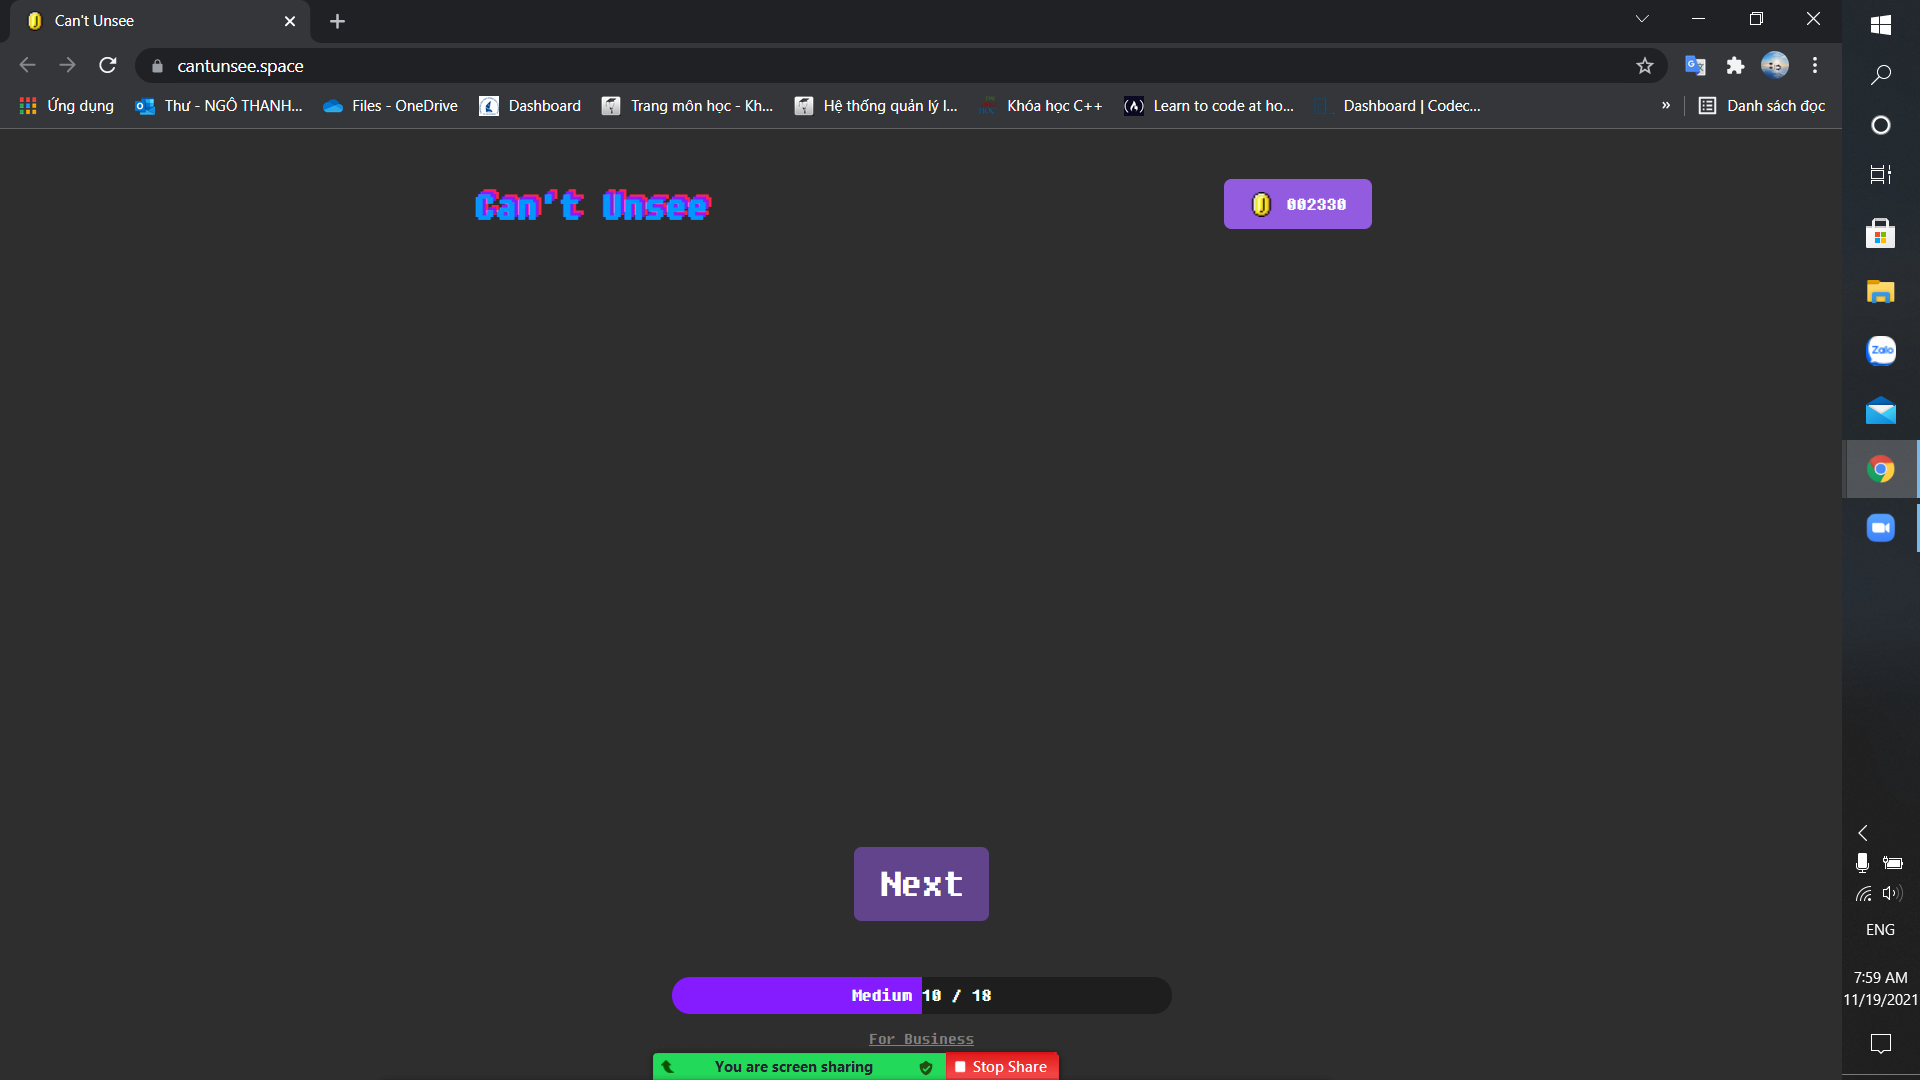 Can't Unsee
cantunsee.space
Ứng dụng
Thư - NGÔ THANH...
Files - OneDrive
Dashboard
Trang môn học - Kh...
Hệ thống quản lý l...
Khóa học C++
Learn to code at ho...
Dashboard | Codec...
»
Danh sách đọc
Can't Unsee
002330
Zalo
Next
ENG
7:59 AM
11/19/2021
Medium 10 / 18
For Business
You are screen sharing
Stop Share